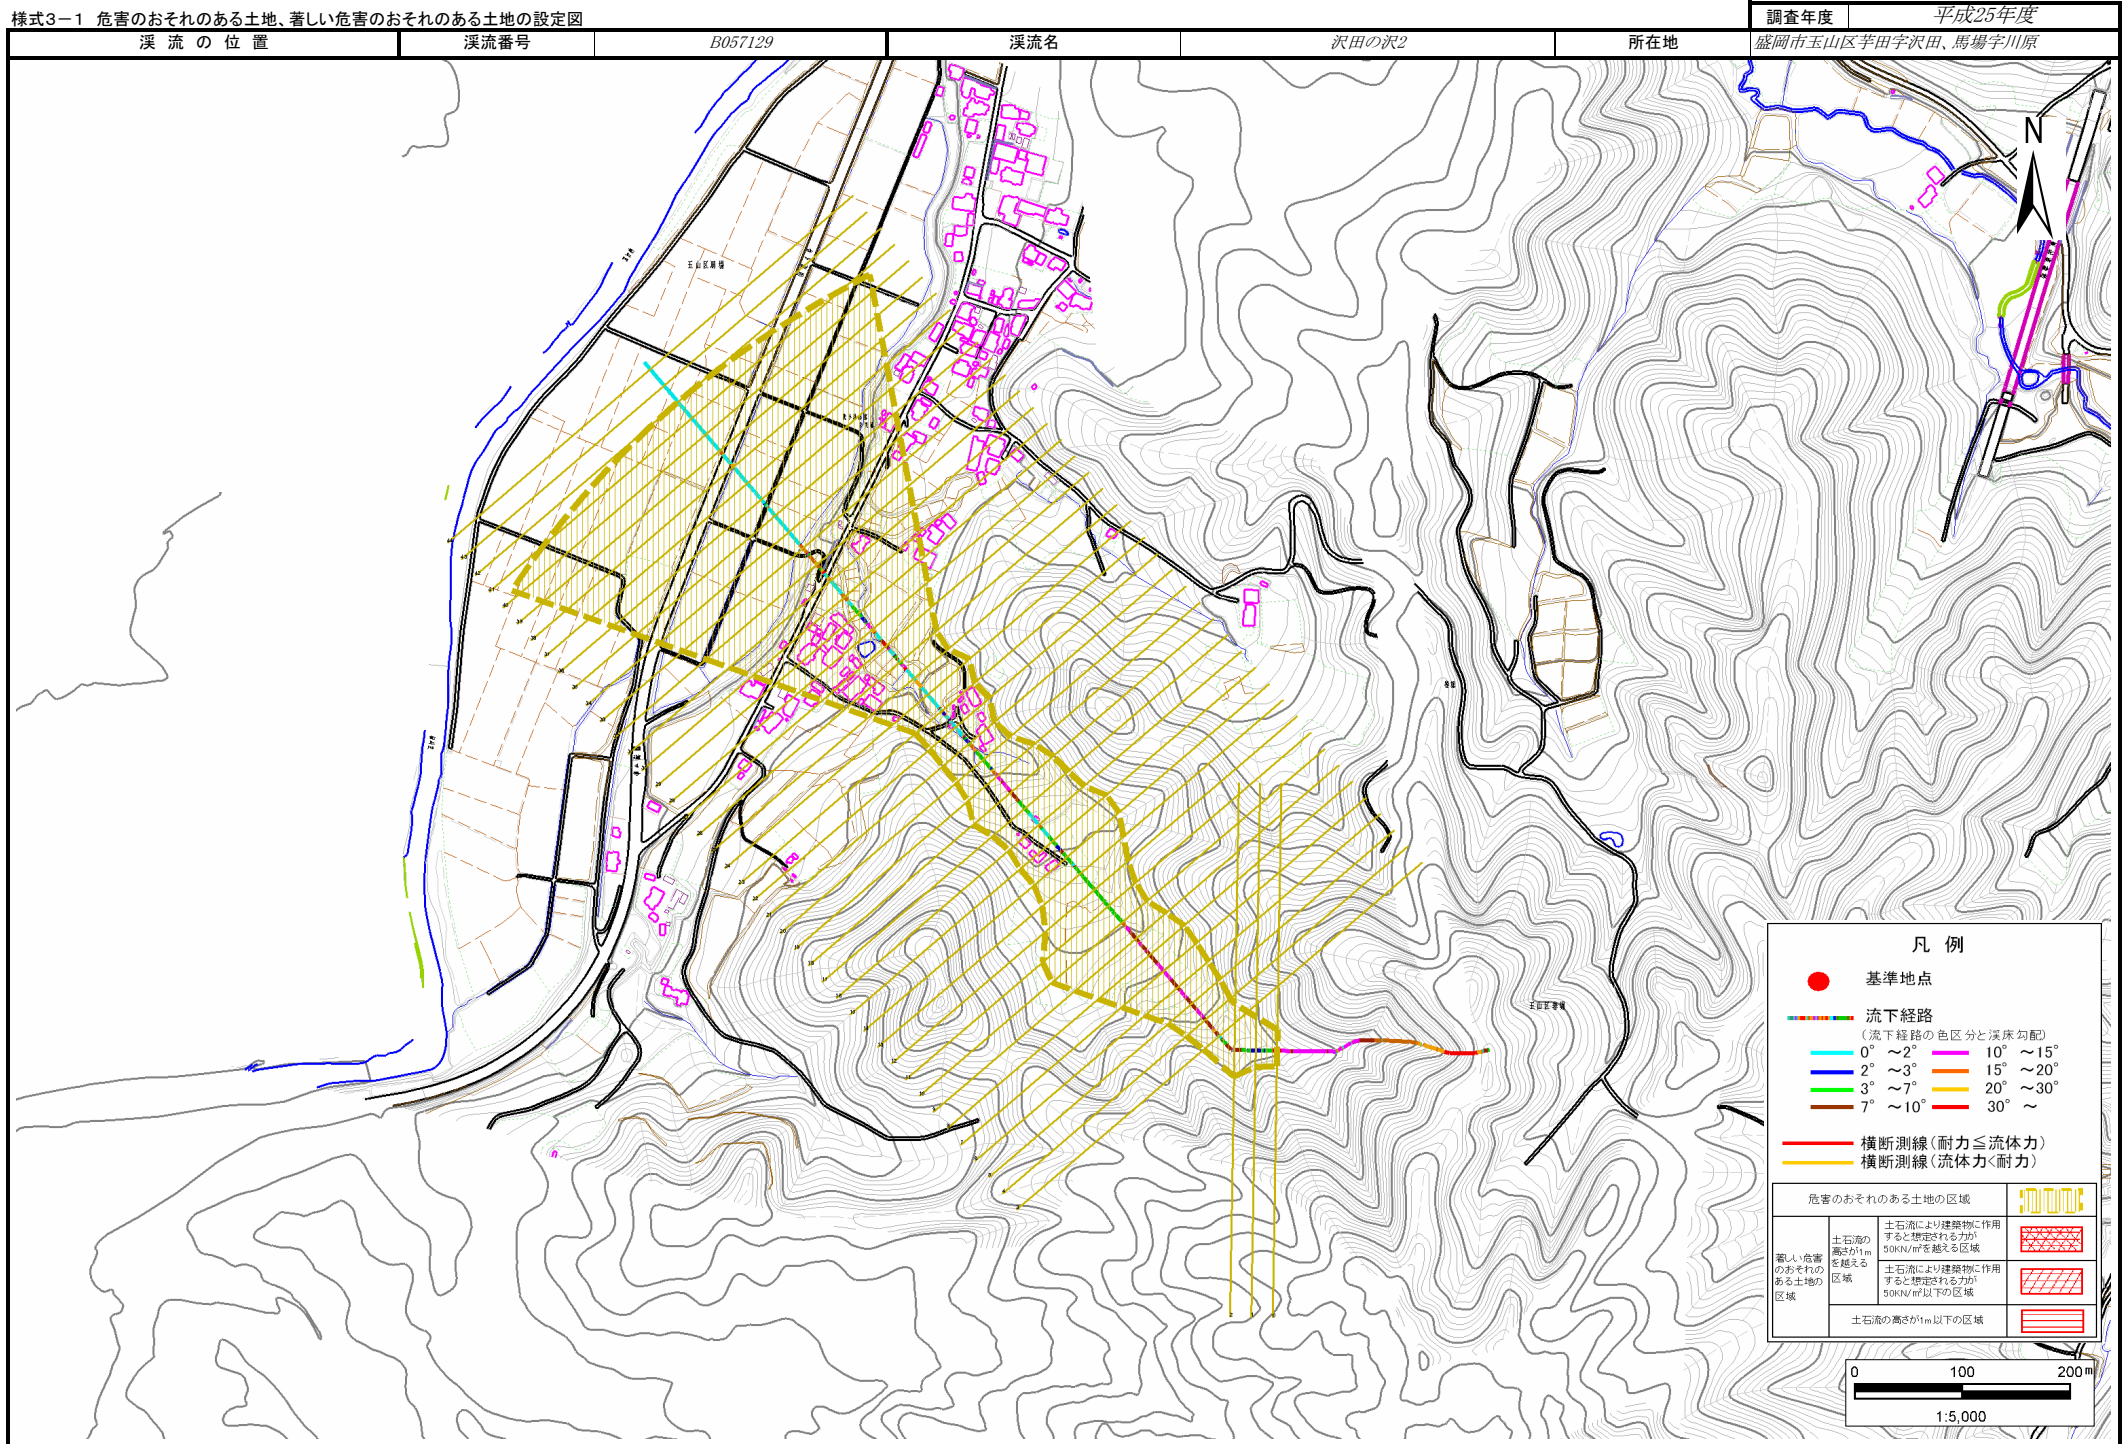 様式3-1 危害のおそれのある土地、著しい危害のおそれのある土地の設定図
調査年度 平成25年度
渓流の位置 渓流番号 B057129 渓流名 沢田の沢2 所在地 盛岡市玉山区芋田字沢田、馬場字川原
N
玉山区馬場
凡例
基準地点
流下経路
(流下経路の色区分と渓床勾配)
0° ～2° 10° ～15°
2° ～3° 15° ～20°
3° ～7° 20° ～30°
7° ～10° 30° ～
横断測線(耐力≦流体力)
横断測線(流体力<耐力)
危害のおそれのある土地の区域
著しい危害のおそれのある土地の区域
土石流の高さが1mを越える区域
土石流により建築物に作用すると想定される力が50KN/㎡を越える区域
土石流により建築物に作用すると想定される力が50KN/㎡以下の区域
土石流の高さが1m以下の区域
0 100 200m
1:5,000